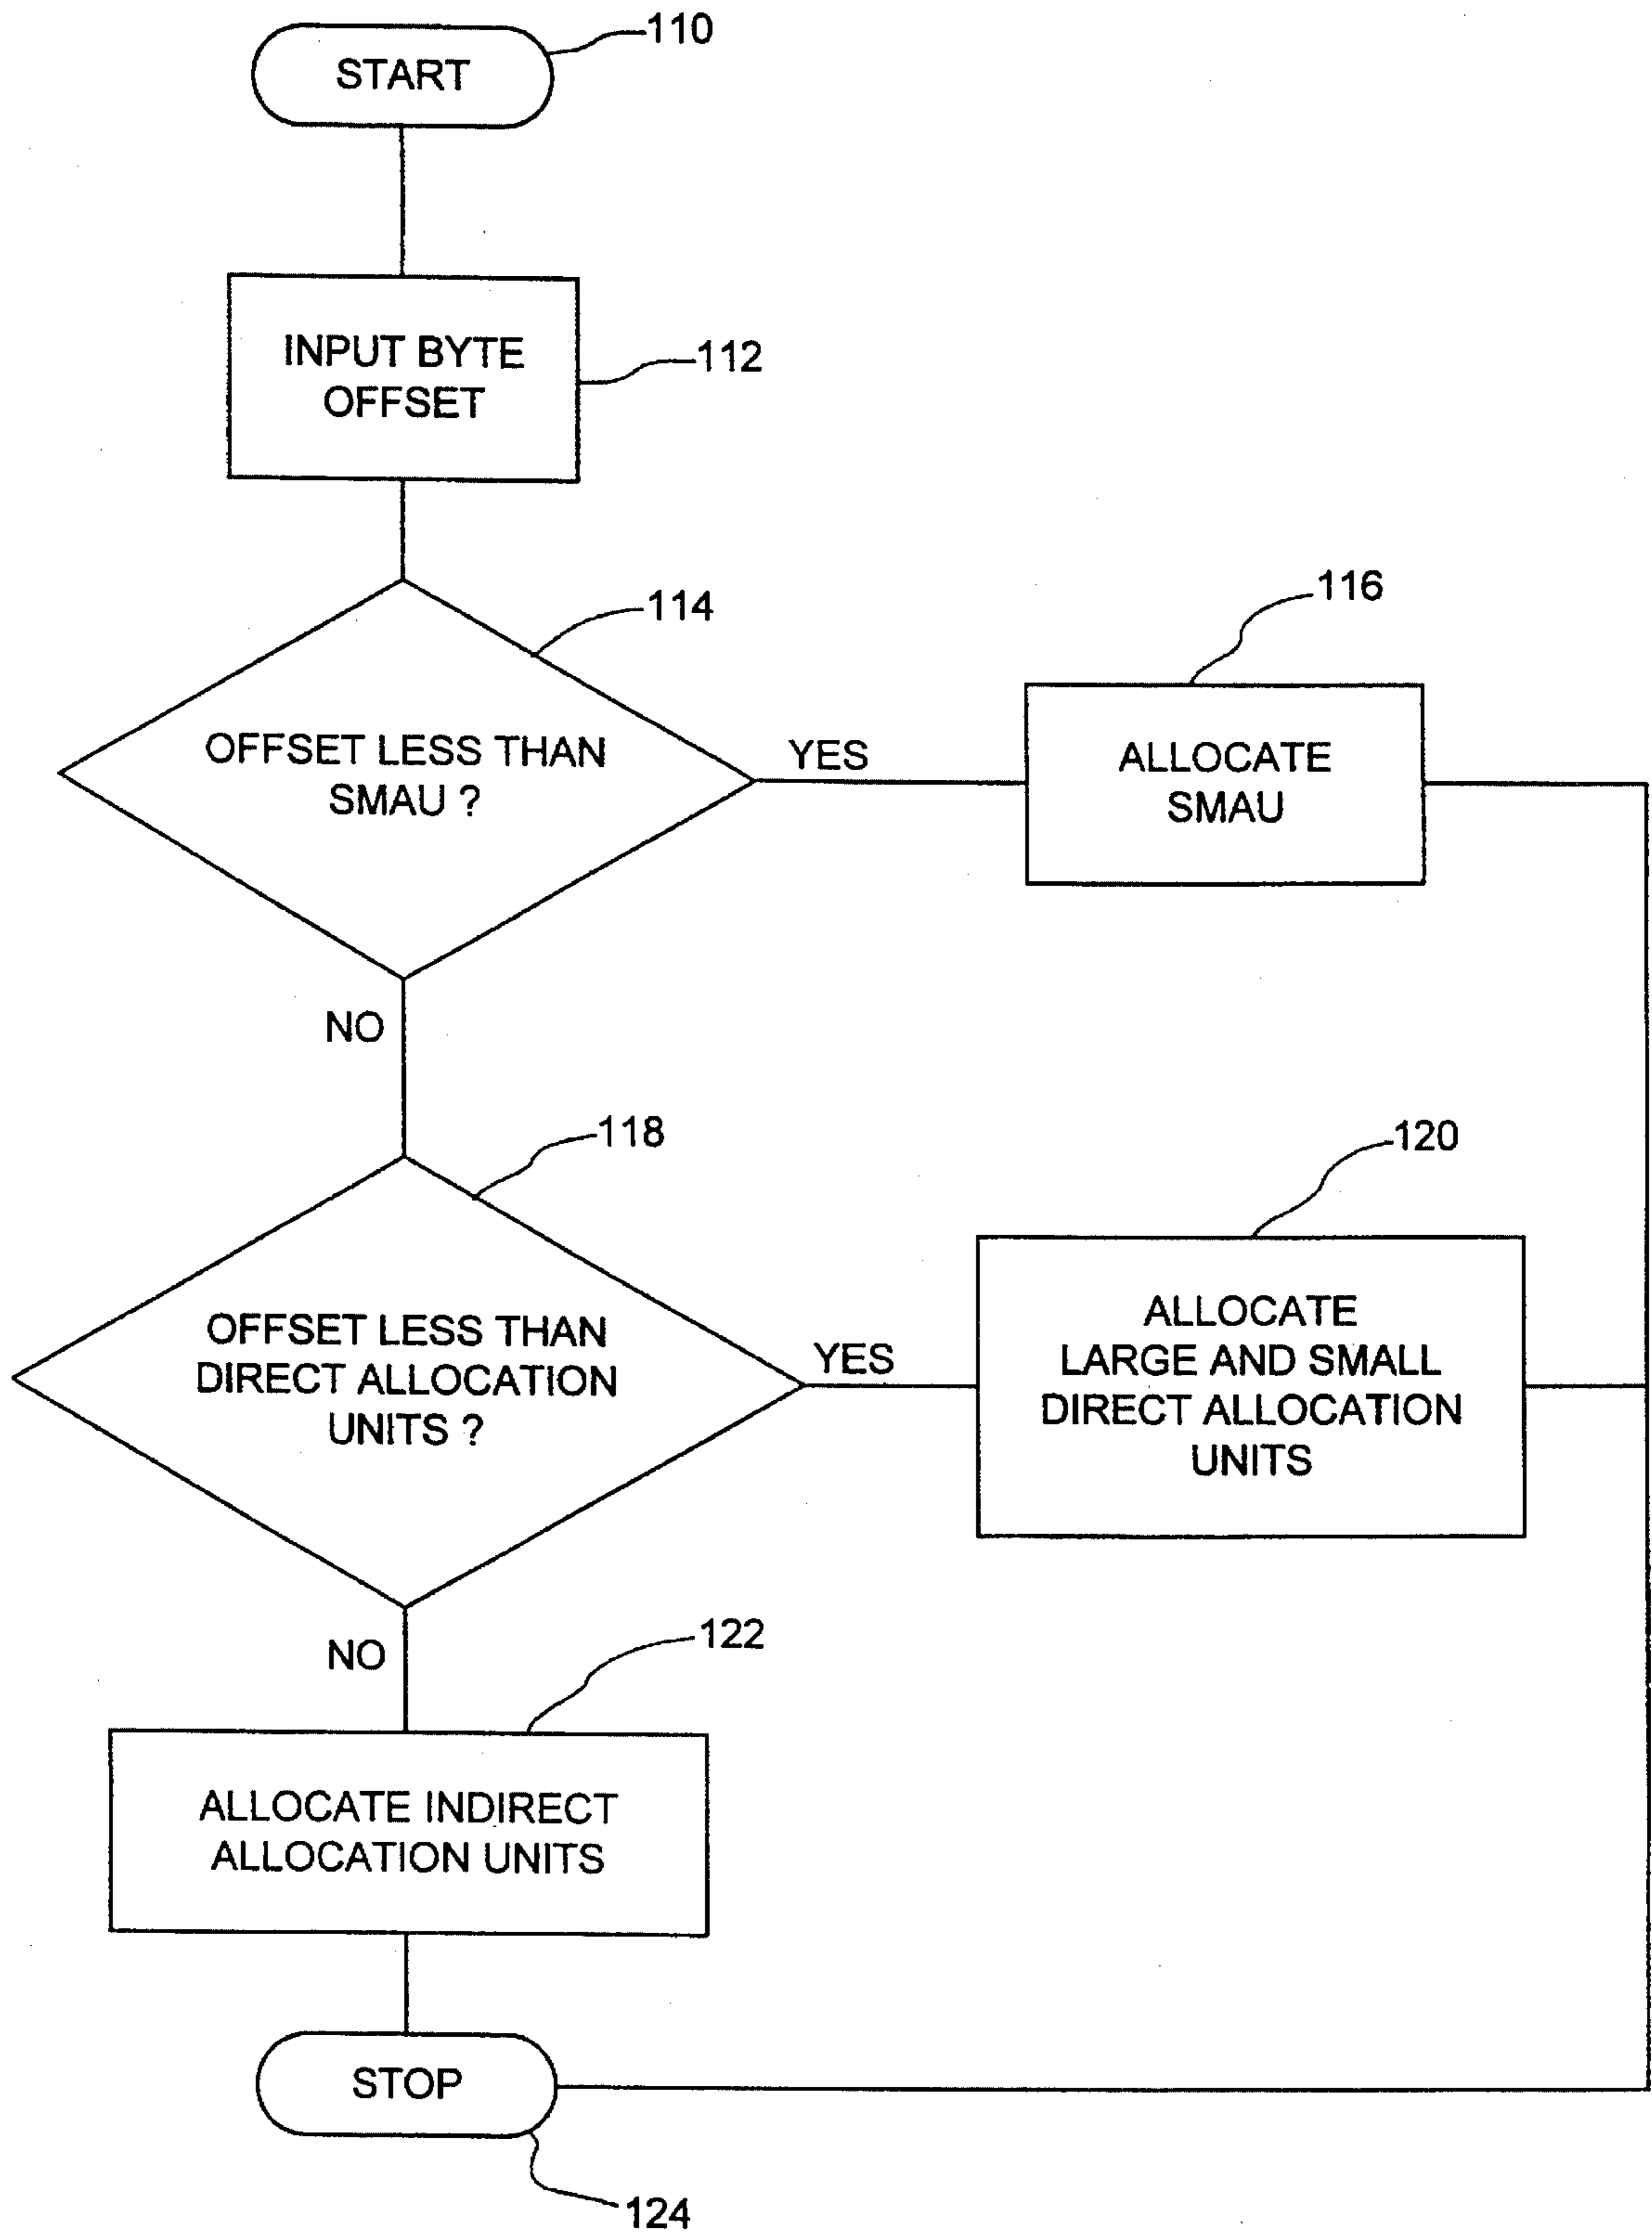 110
START
INPUT BYTE
OFFSET
112
114
OFFSET LESS THAN
SMAU ?
YES
116
ALLOCATE
SMAU
NO
118
OFFSET LESS THAN
DIRECT ALLOCATION
UNITS ?
YES
120
ALLOCATE
LARGE AND SMALL
DIRECT ALLOCATION
UNITS
NO
122
ALLOCATE INDIRECT
ALLOCATION UNITS
STOP
124